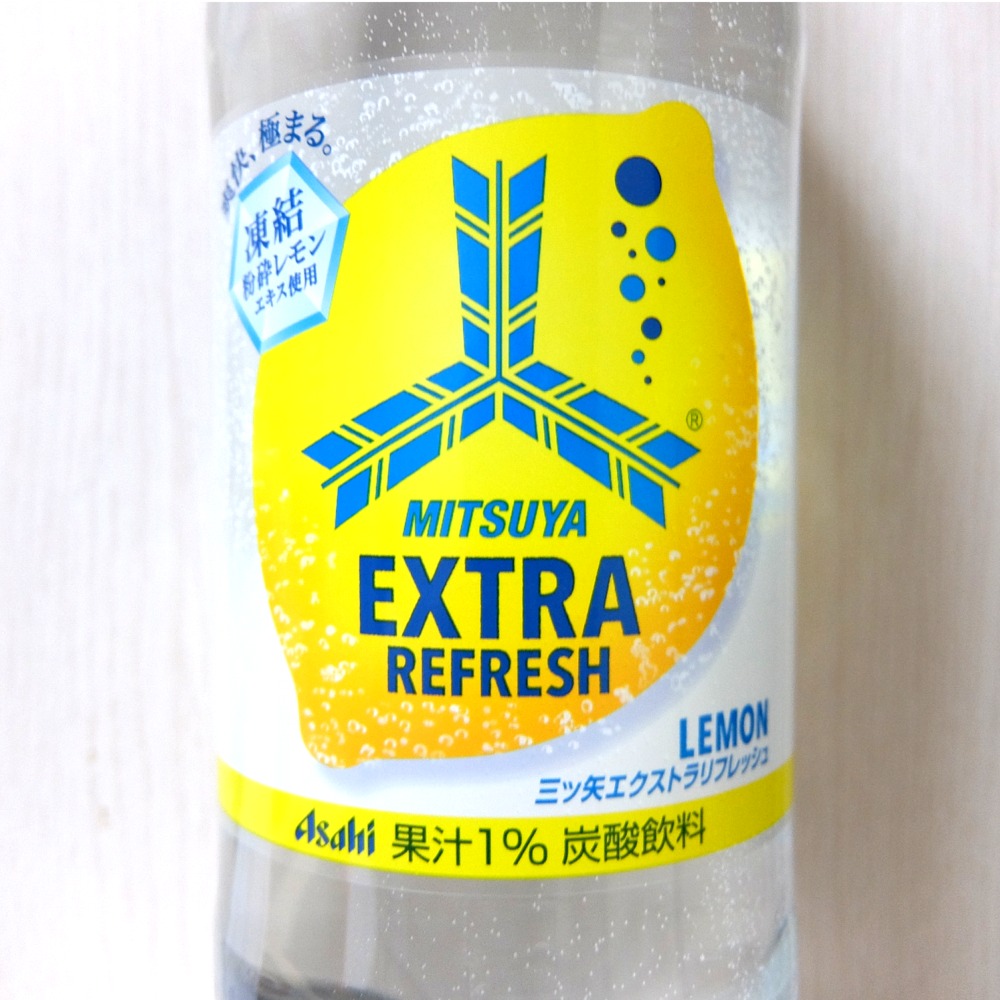 爽快、極まる。
凍結
粉砕レモン
エキス使用
®
MITSUYA
EXTRA
REFRESH
LEMON
三ツ矢エクストラリフレッシュ
Asahi 果汁1% 炭酸飲料